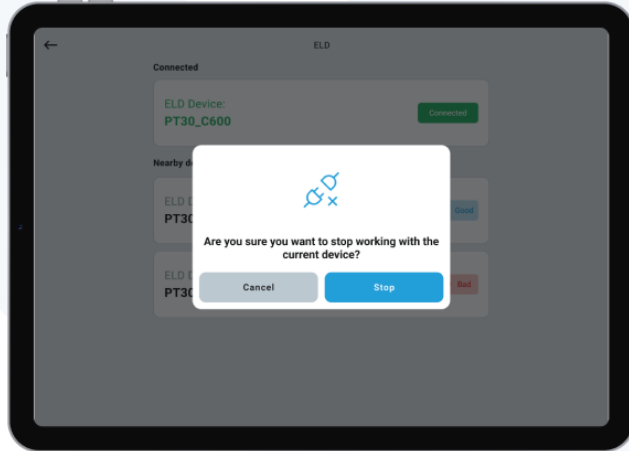 ELD
Connected
ELD Device:
PT30_C600
Connected
Nearby
ELD
PT30
Good
Are you sure you want to stop working with the
current device?
ELD
PT30
Bad
Cancel
Stop